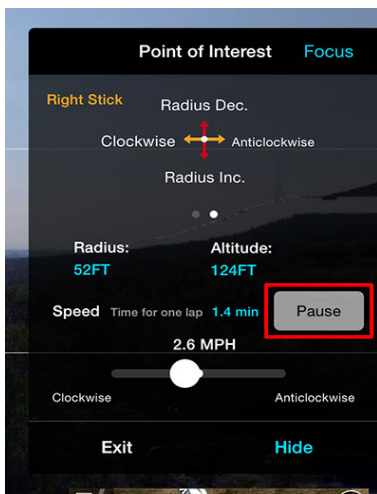 Point of Interest Focus
Right Stick
Radius Dec.
Clockwise Anticlockwise
Radius Inc.
Radius: Altitude:
52FT 124FT
Speed Time for one lap 1.4 min Pause
2.6 MPH
Clockwise Anticlockwise
Exit Hide